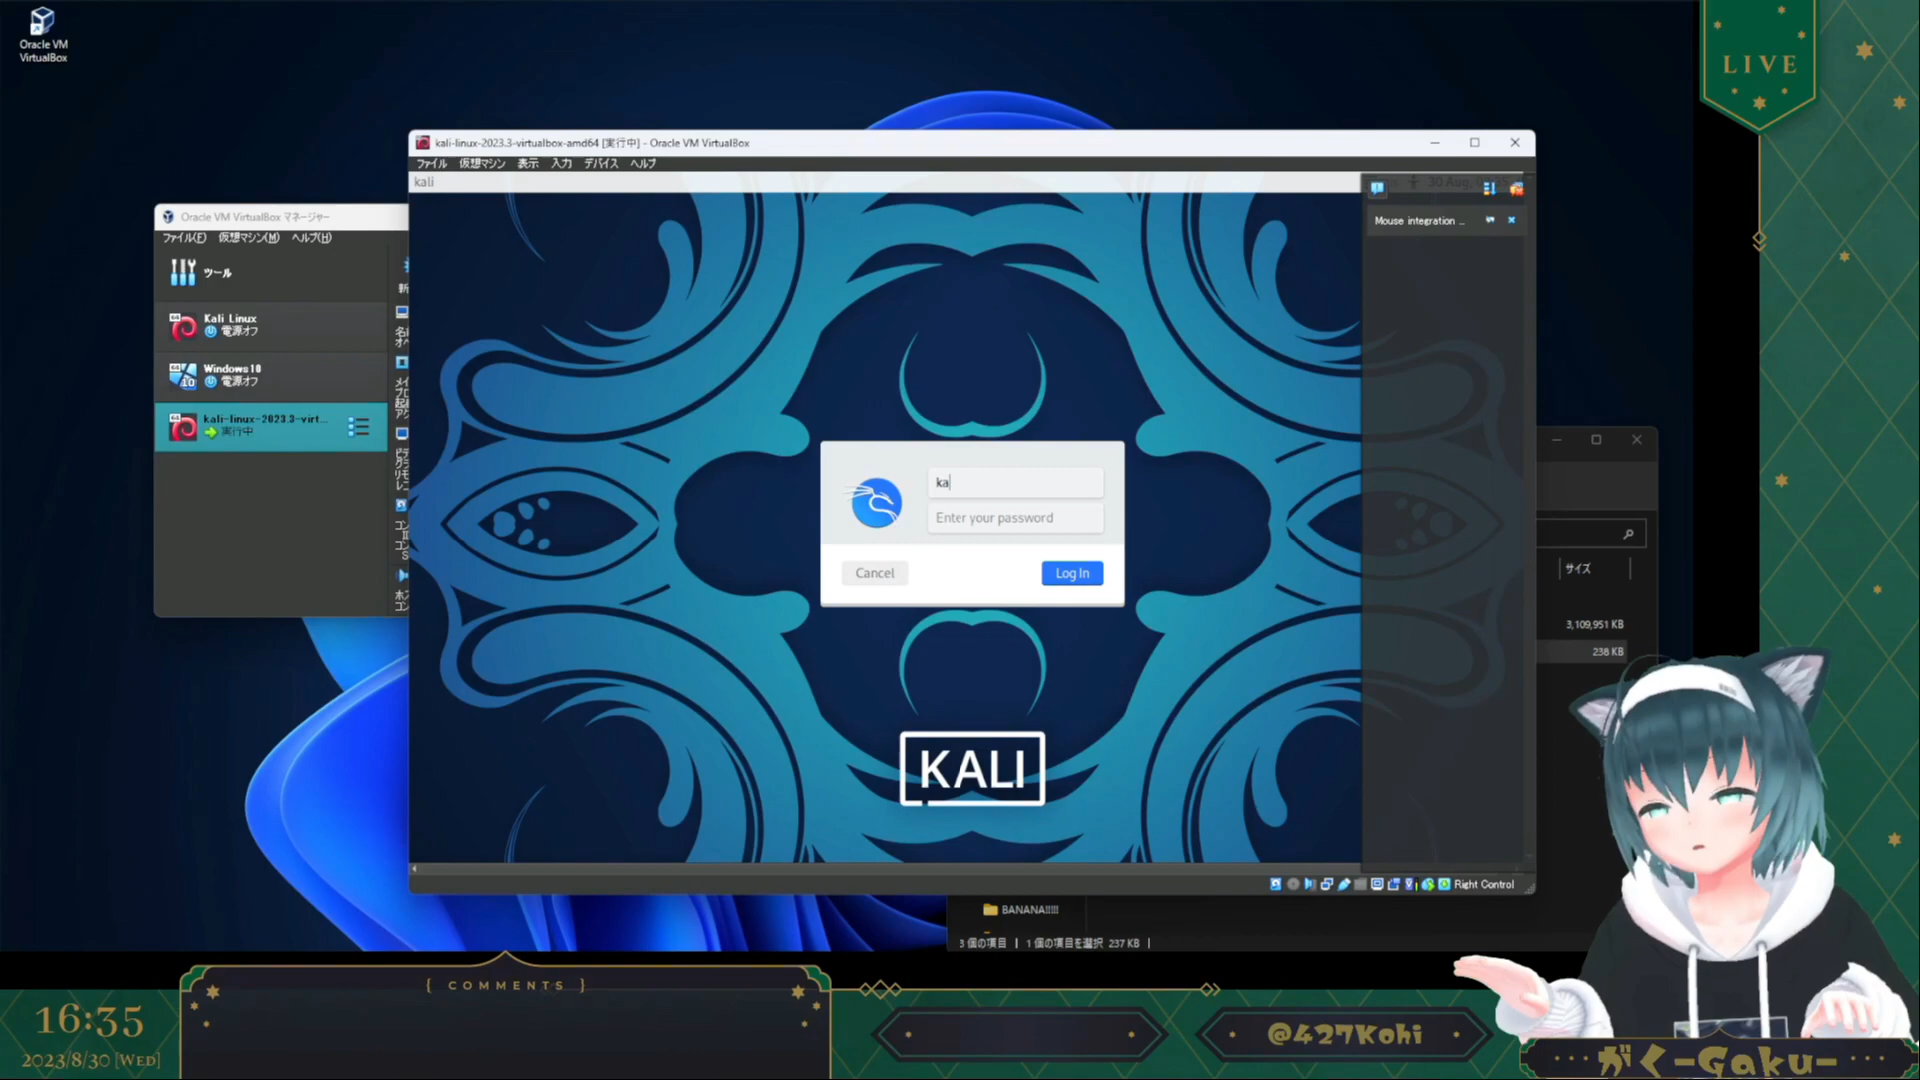 Oracle VM
VirtualBox
LIVE
kali-linux-2023.3-virtualbox-amd64 [実行中] - Oracle VM VirtualBox
ファイル 仮想マシン 表示 入力 デバイス ヘルプ
kali
30 Aug,
Mouse integration ...
Oracle VM VirtualBox マネージャー
ファイル(F) 仮想マシン(M) ヘルプ(H)
ツール
Kali Linux
電源オフ
Windows10
電源オフ
kali-linux-2023.3-virt...
実行中
ka
Enter your password
Cancel
Log In
KALI
サイズ
3,109,951 KB
238 KB
Right Control
BANANA!!!!!
3 個の項目 | 1 個の項目を選択 237 KB |
{ COMMENTS }
16:35
2023/8/30 [WED]
@427Kohi
がく-Gaku-